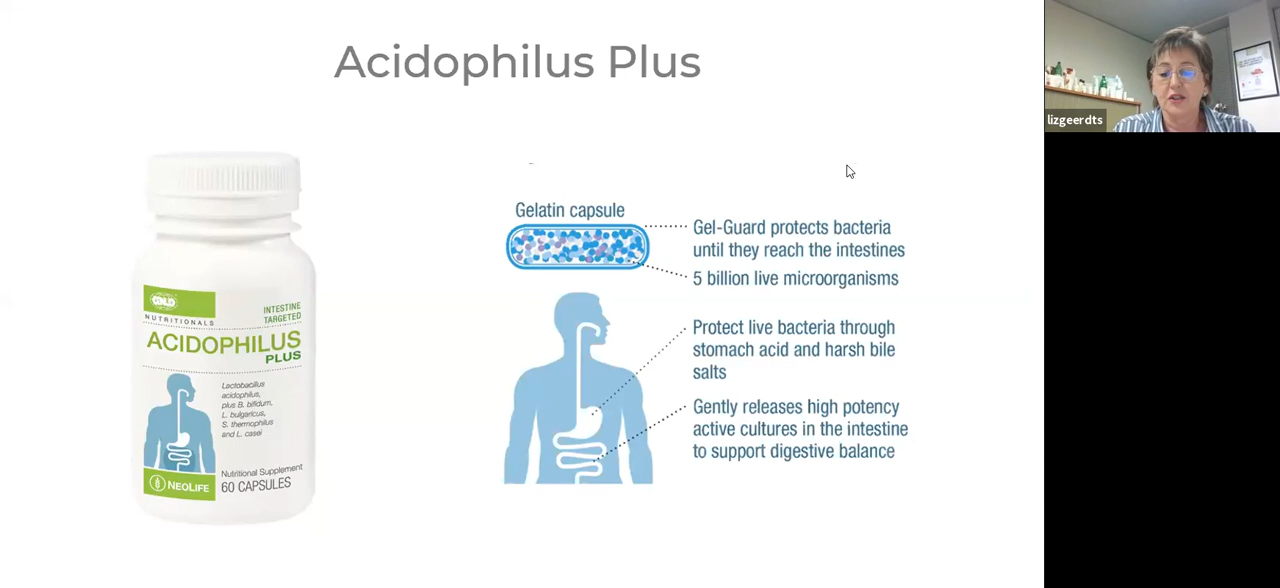 Acidophilus Plus
lizgeerdts
GNLD
NUTRITIONALS
INTESTINE
TARGETED
ACIDOPHILUS
PLUS
Lactobacillus
acidophilus,
plus B. bifidum,
L. bulgaricus,
S. thermophilus
and L. casei
NEOLIFE
Nutritional Supplement
60 CAPSULES
Gelatin capsule
Gel-Guard protects bacteria
until they reach the intestines
5 billion live microorganisms
Protect live bacteria through
stomach acid and harsh bile
salts
Gently releases high potency
active cultures in the intestine
to support digestive balance